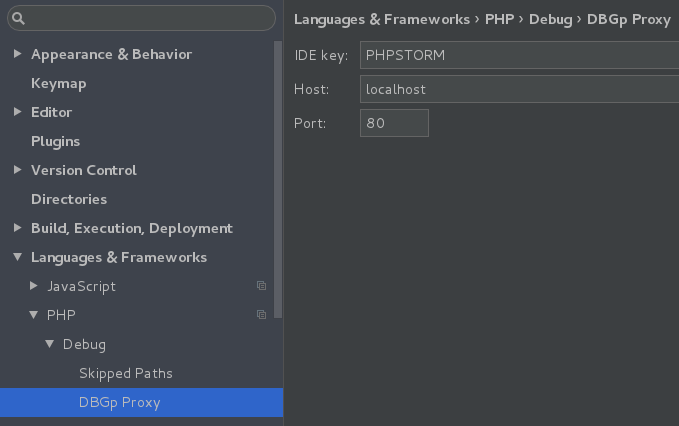 Appearance & Behavior
Keymap
Editor
Plugins
Version Control
Directories
Build, Execution, Deployment
Languages & Frameworks
JavaScript
PHP
Debug
Skipped Paths
DBGp Proxy
Languages & Frameworks › PHP › Debug › DBGp Proxy
IDE key: PHPSTORM
Host: localhost
Port: 80